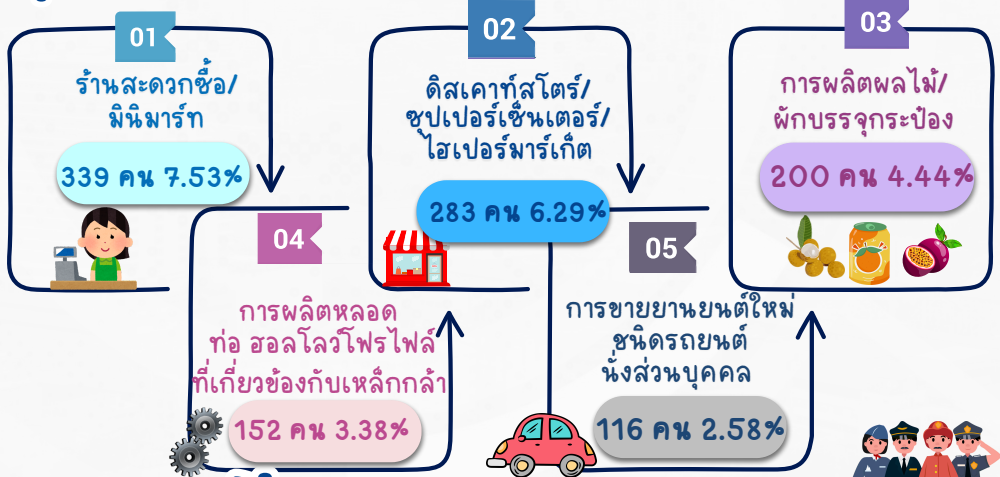 01
ร้านสะดวกซื้อ/
มินิมาร์ท
339 คน 7.53%
02
ดิสเคาท์สโตร์/
ซุปเปอร์เซ็นเตอร์/
ไฮเปอร์มาร์เก็ต
283 คน 6.29%
03
การผลิตผลไม้/
ผักบรรจุกระป๋อง
200 คน 4.44%
04
การผลิตหลอด
ท่อ ฮอลโลว์โฟรไฟล์
ที่เกี่ยวข้องกับเหล็กกล้า
152 คน 3.38%
05
การขายยานยนต์ใหม่
ชนิดรถยนต์
นั่งส่วนบุคคล
116 คน 2.58%